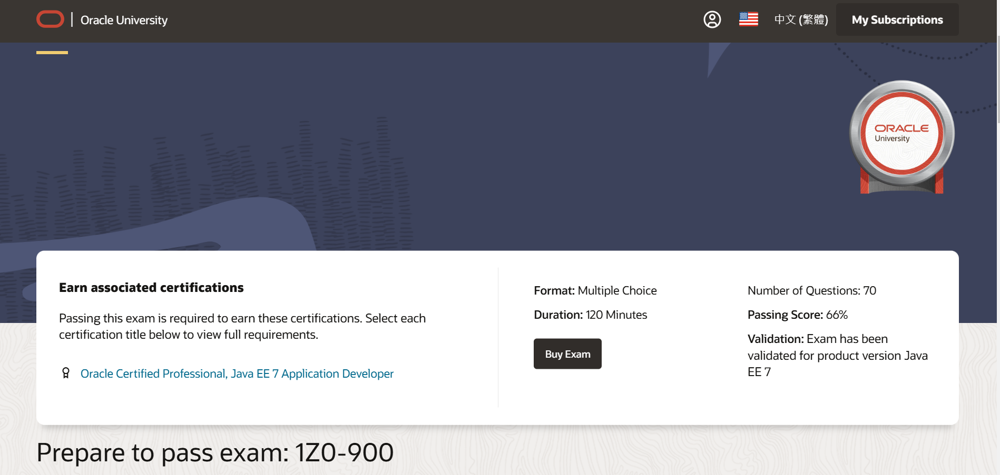 Oracle University
中文 (繁體)
My Subscriptions
ORACLE
University
Earn associated certifications
Passing this exam is required to earn these certifications. Select each
certification title below to view full requirements.
Oracle Certified Professional, Java EE 7 Application Developer
Format: Multiple Choice
Duration: 120 Minutes
Buy Exam
Number of Questions: 70
Passing Score: 66%
Validation: Exam has been
validated for product version Java
EE 7
Prepare to pass exam: 1Z0-900